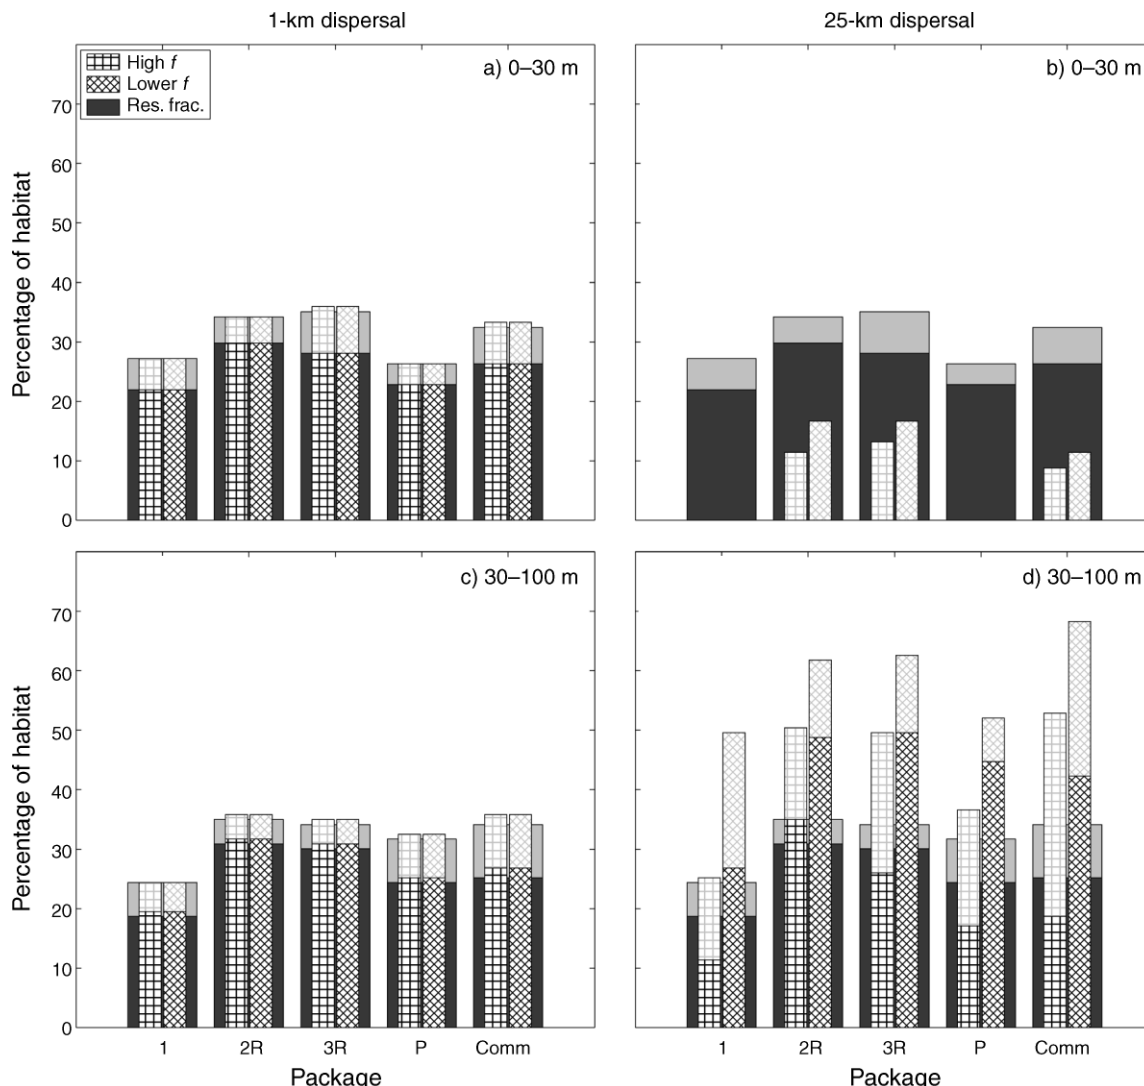 1-km dispersal
25-km dispersal
High f
Lower f
Res. frac.
a) 0–30 m
b) 0–30 m
Percentage of habitat
70
60
50
40
30
20
10
0
c) 30–100 m
d) 30–100 m
Percentage of habitat
70
60
50
40
30
20
10
0
1 2R 3R P Comm
1 2R 3R P Comm
Package
Package